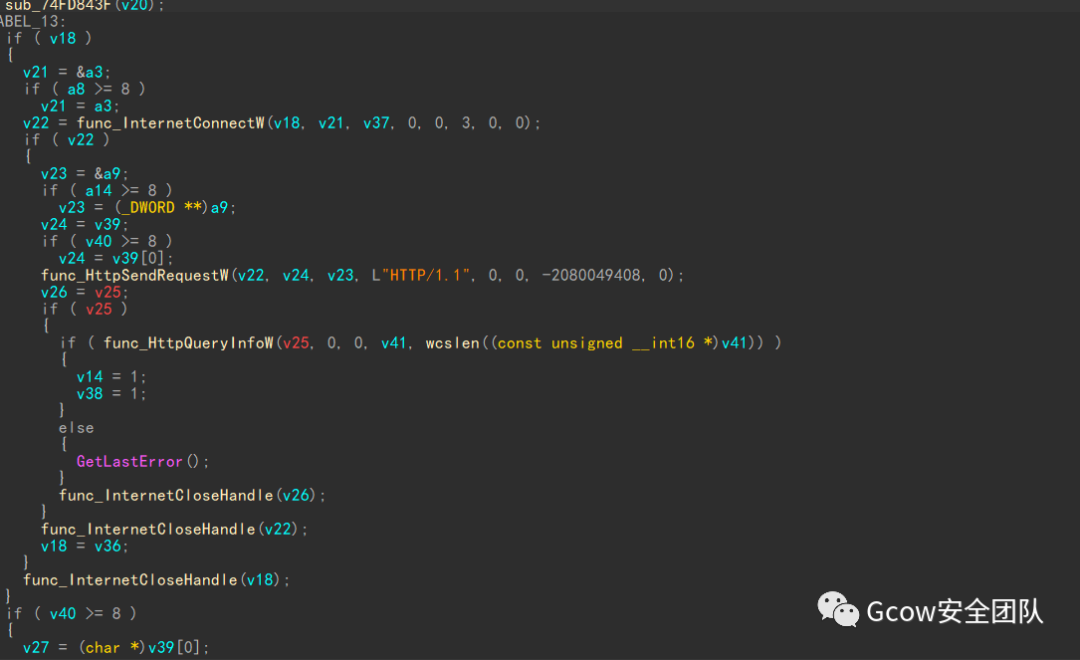 sub_74FD843F(v20);
ABEL_13:
if ( v18 )
{
v21 = &a3;
if ( a8 >= 8 )
v21 = a3;
v22 = func_InternetConnectW(v18, v21, v37, 0, 0, 3, 0, 0);
if ( v22 )
{
v23 = &a9;
if ( a14 >= 8 )
v23 = (_DWORD **)a9;
v24 = v39;
if ( v40 >= 8 )
v24 = v39[0];
func_HttpSendRequestW(v22, v24, v23, L"HTTP/1.1", 0, 0, -2080049408, 0);
v26 = v25;
if ( v25 )
{
if ( func_HttpQueryInfoW(v25, 0, 0, v41, wcslen((const unsigned __int16 *)v41)) )
{
v14 = 1;
v38 = 1;
}
else
{
GetLastError();
}
func_InternetCloseHandle(v26);
}
func_InternetCloseHandle(v22);
v18 = v36;
}
func_InternetCloseHandle(v18);
}
if ( v40 >= 8 )
{
v27 = (char *)v39[0];
Gcow安全团队